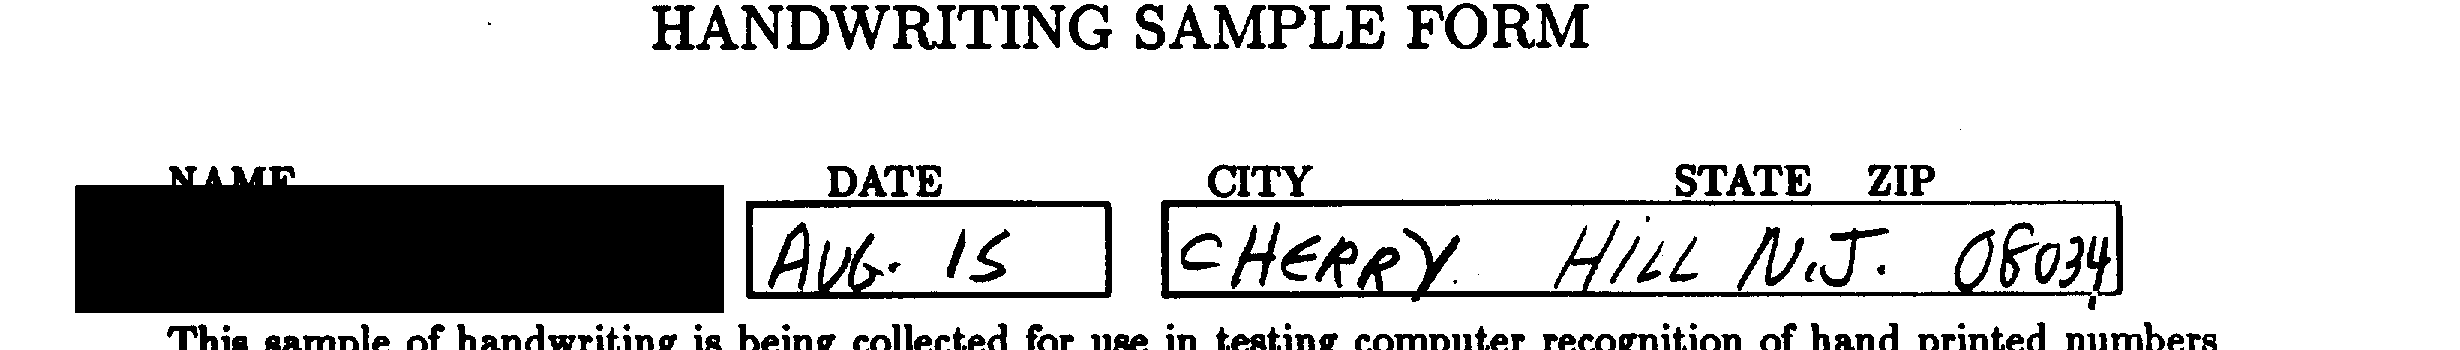 HANDWRITING SAMPLE FORM
NAME DATE CITY STATE ZIP
AUG. 15 CHERRY HILL N.J. 08034
This sample of handwriting is being collected for use in testing computer recognition of hand printed numbers